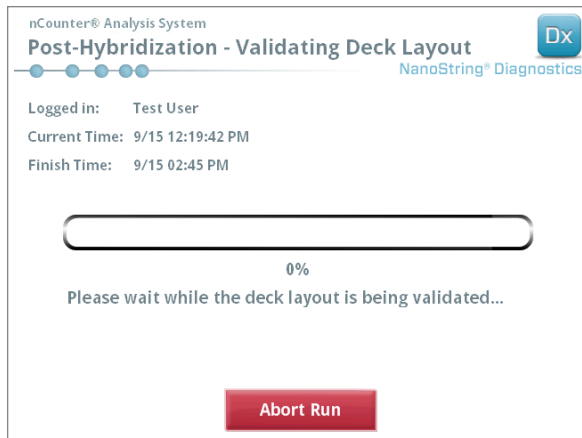 nCounter® Analysis System
Post-Hybridization - Validating Deck Layout
Dx
NanoString® Diagnostics
Logged in: Test User
Current Time: 9/15 12:19:42 PM
Finish Time: 9/15 02:45 PM
0%
Please wait while the deck layout is being validated...
Abort Run